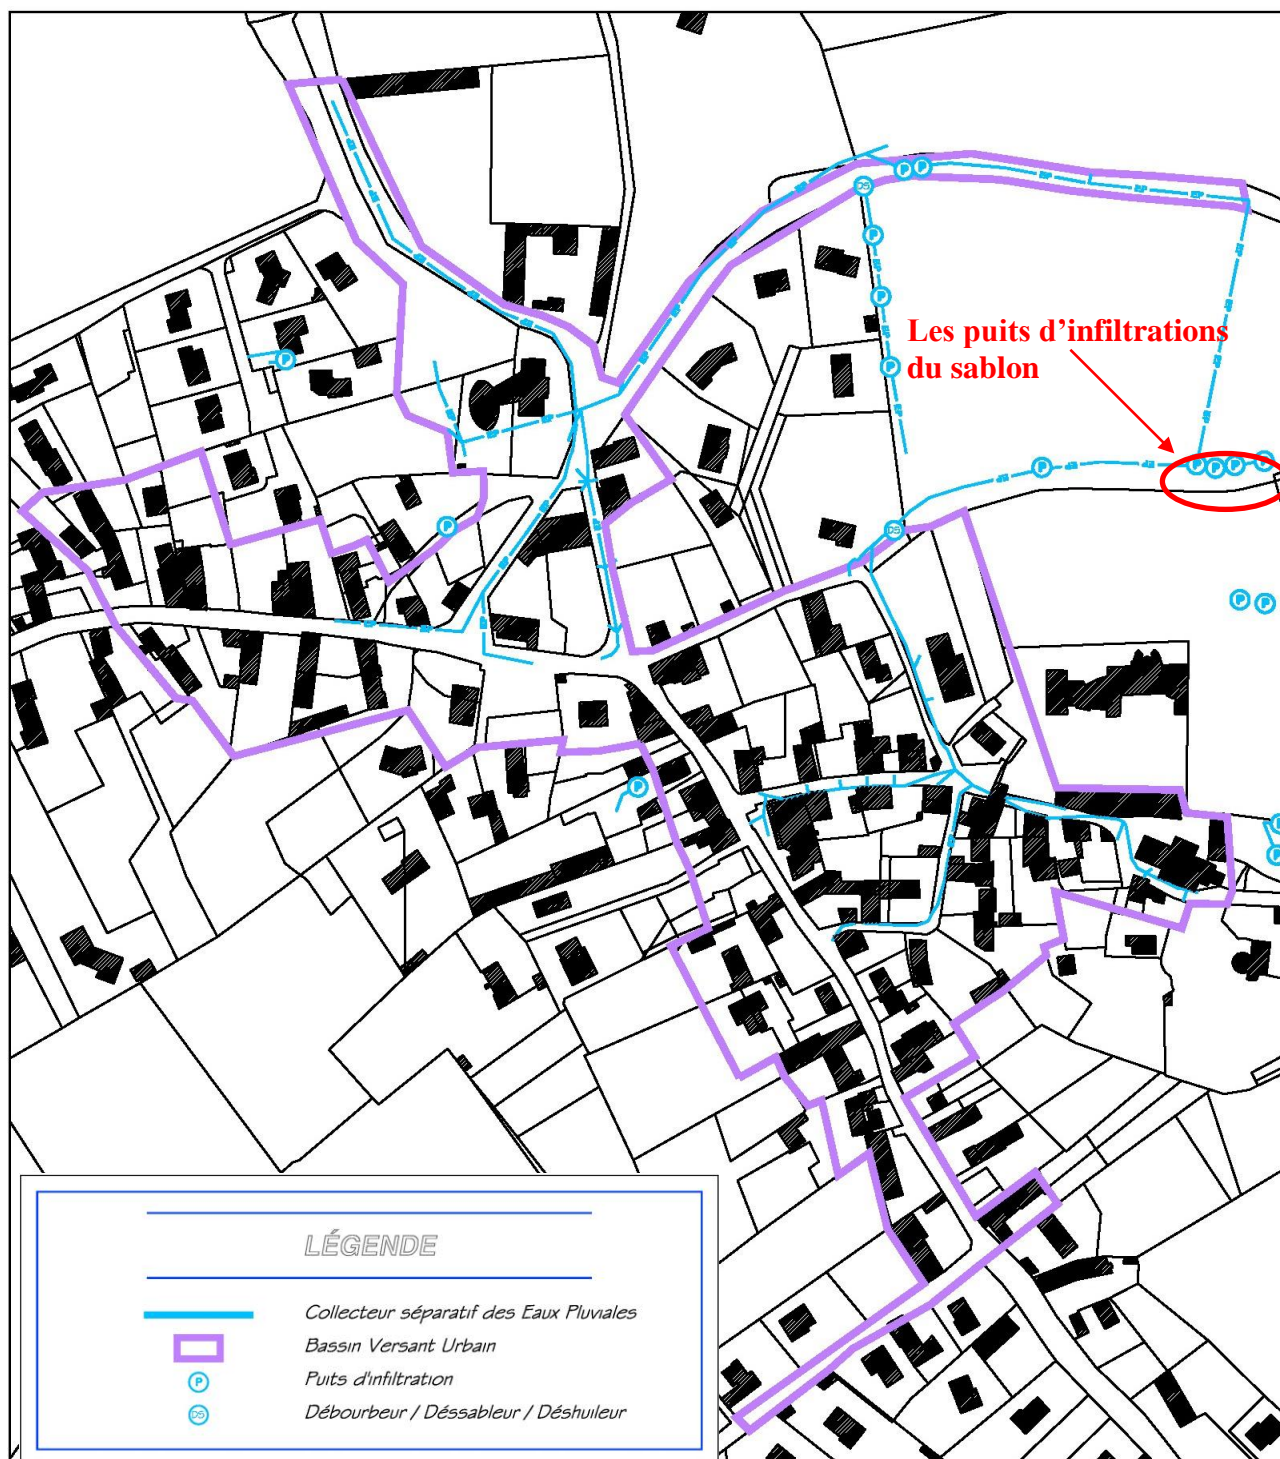 Les puits d’infiltrations
du sablon
LÉGENDE
Collecteur séparatif des Eaux Pluviales
Bassin Versant Urbain
P Puits d'infiltration
DS Débourbeur / Déssableur / Déshuileur